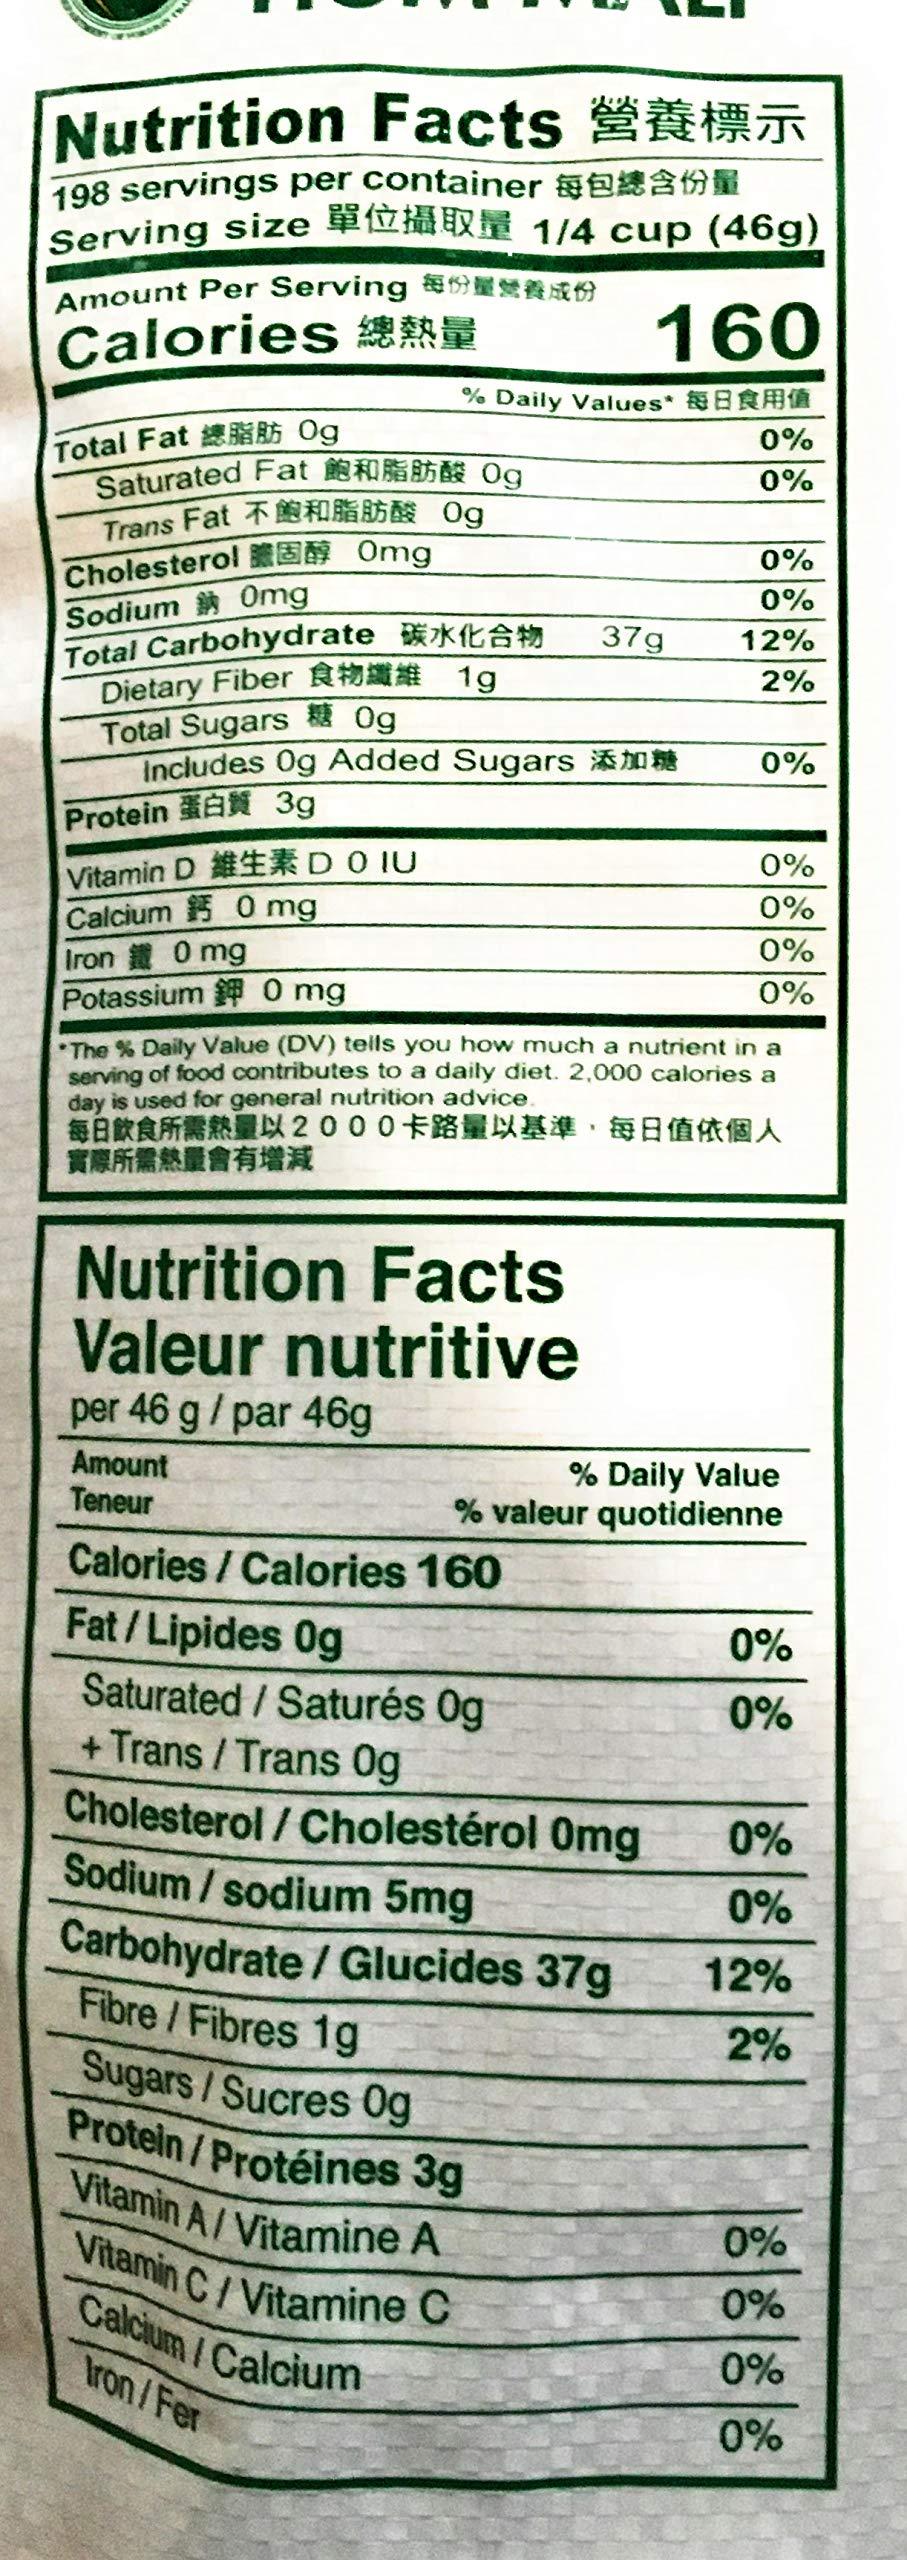 HOM MALI
Nutrition Facts 營養標示
198 servings per container 每包總含份量
Serving size 單位攝取量 1/4 cup (46g)
Amount Per Serving 每份量營養成份
Calories 總熱量 160
% Daily Values* 每日食用值
Total Fat 總脂肪 0g 0%
Saturated Fat 飽和脂肪酸 0g 0%
Trans Fat 不飽和脂肪酸 0g
Cholesterol 膽固醇 0mg 0%
Sodium 鈉 0mg 0%
Total Carbohydrate 碳水化合物 37g 12%
Dietary Fiber 食物纖維 1g 2%
Total Sugars 糖 0g
Includes 0g Added Sugars 添加糖 0%
Protein 蛋白質 3g
Vitamin D 維生素 D 0 IU 0%
Calcium 鈣 0 mg 0%
Iron 鐵 0 mg 0%
Potassium 鉀 0 mg 0%
*The % Daily Value (DV) tells you how much a nutrient in a
serving of food contributes to a daily diet. 2,000 calories a
day is used for general nutrition advice.
每日飲食所需熱量以2000卡路量以基準，每日值依個人
實際所需熱量會有增減
Nutrition Facts
Valeur nutritive
per 46 g / par 46g
Amount % Daily Value
Teneur % valeur quotidienne
Calories / Calories 160
Fat / Lipides 0g 0%
Saturated / Saturés 0g 0%
+ Trans / Trans 0g
Cholesterol / Cholestérol 0mg 0%
Sodium / sodium 5mg 0%
Carbohydrate / Glucides 37g 12%
Fibre / Fibres 1g 2%
Sugars / Sucres 0g
Protein / Protéines 3g
Vitamin A / Vitamine A 0%
Vitamin C / Vitamine C 0%
Calcium / Calcium 0%
Iron / Fer 0%